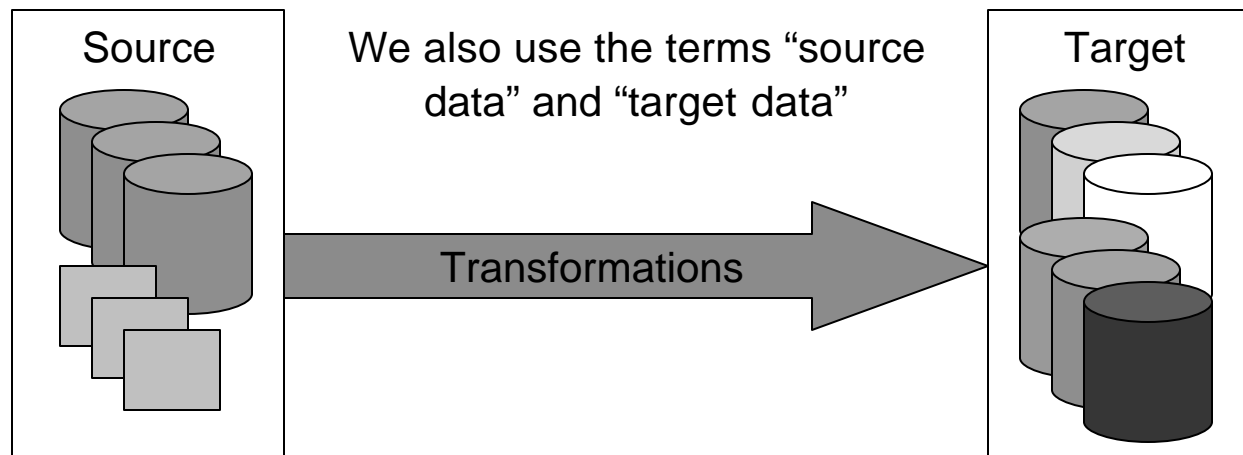 Source
We also use the terms “source
data” and “target data”
Target
Transformations